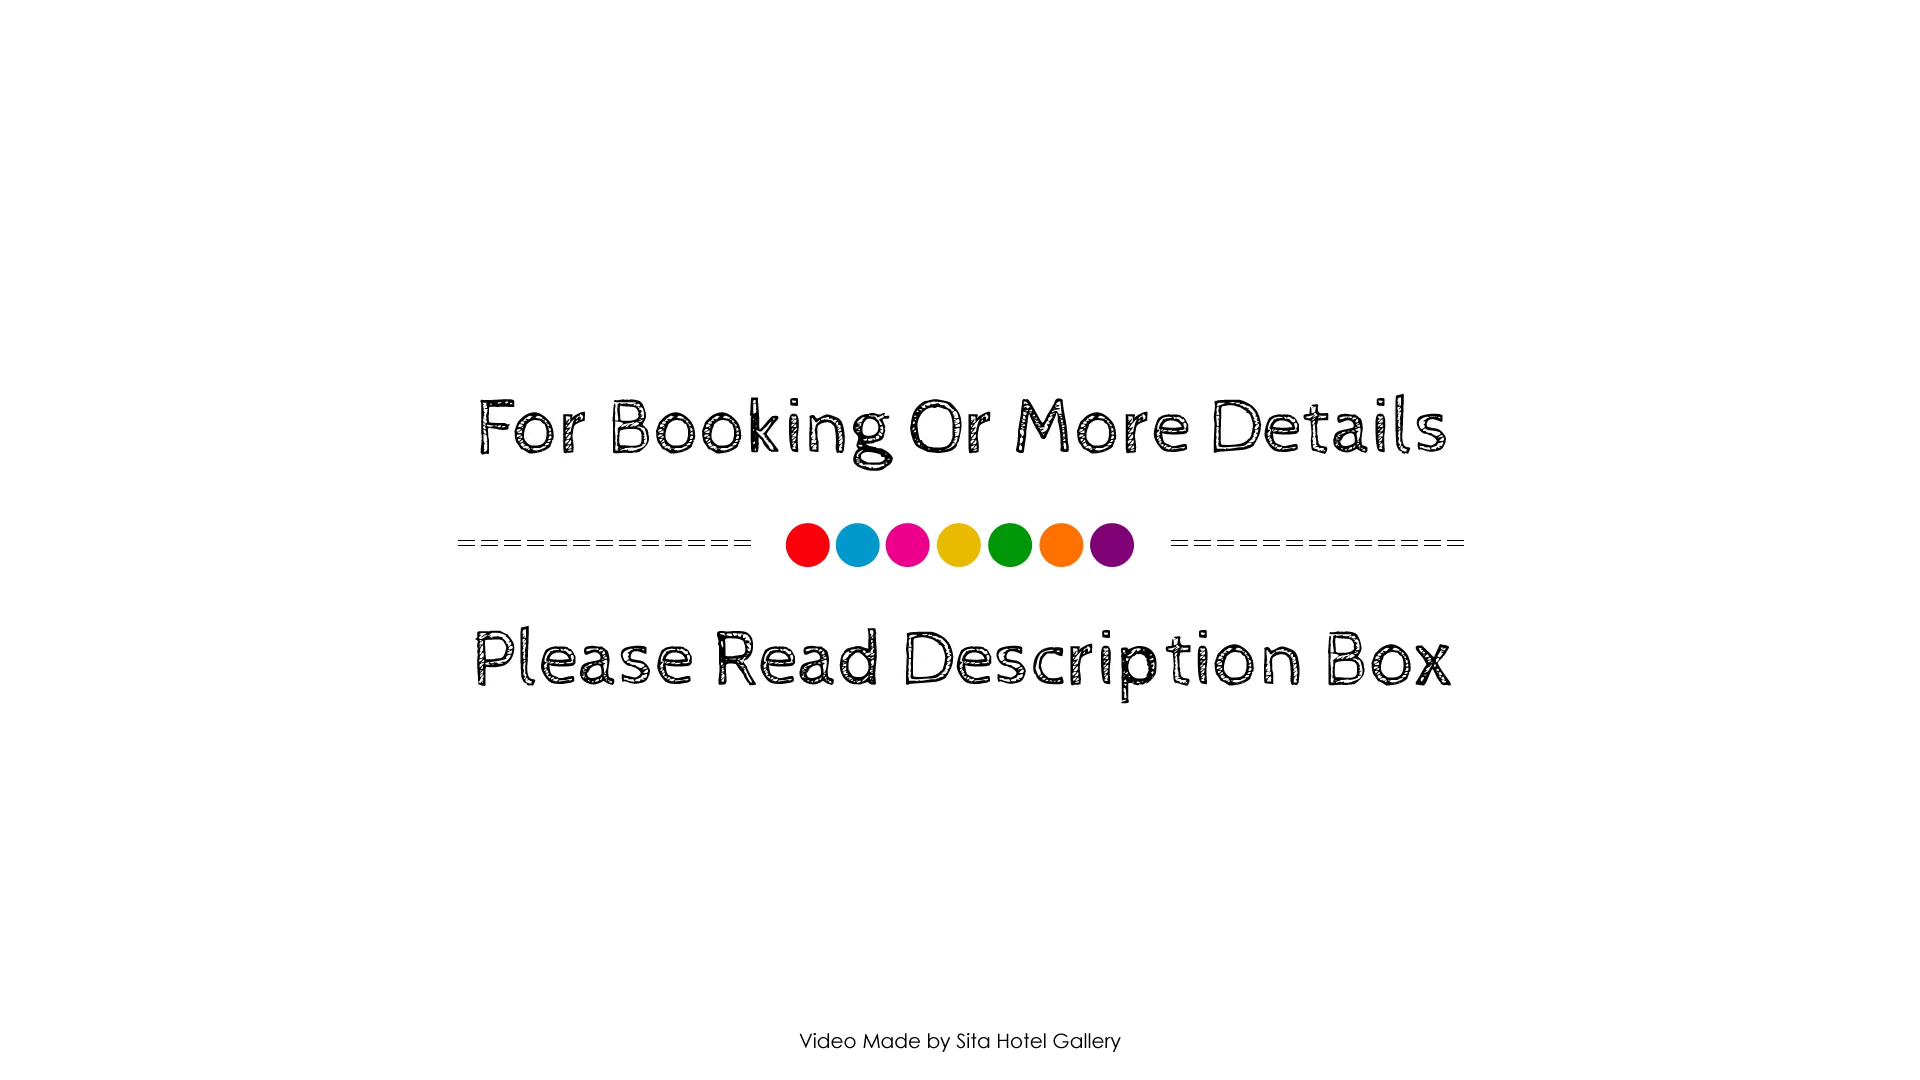 For Booking Or More Details
============= =============
Please Read Description Box
Video Made by Sita Hotel Gallery